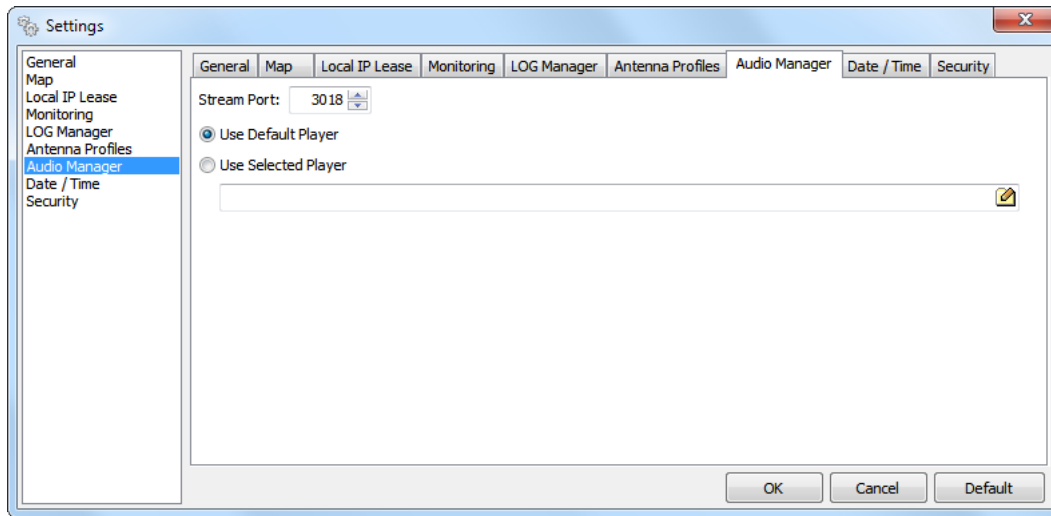 Settings
General
Map
Local IP Lease
Monitoring
LOG Manager
Antenna Profiles
Audio Manager
Date / Time
Security
General Map Local IP Lease Monitoring LOG Manager Antenna Profiles Audio Manager Date / Time Security
Stream Port: 3018
Use Default Player
Use Selected Player
OK Cancel Default